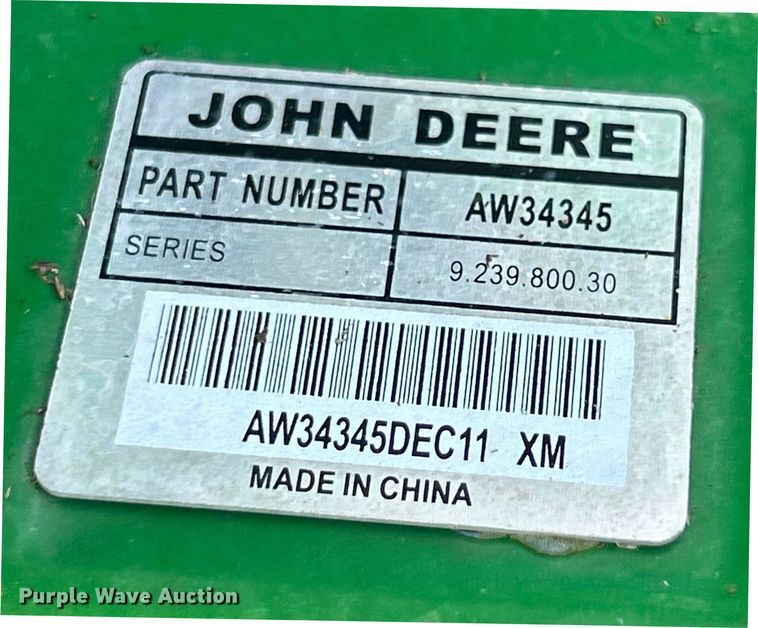 JOHN DEERE
PART NUMBER AW34345
SERIES 9.239.800.30
AW34345DEC11 XM
MADE IN CHINA
Purple Wave Auction